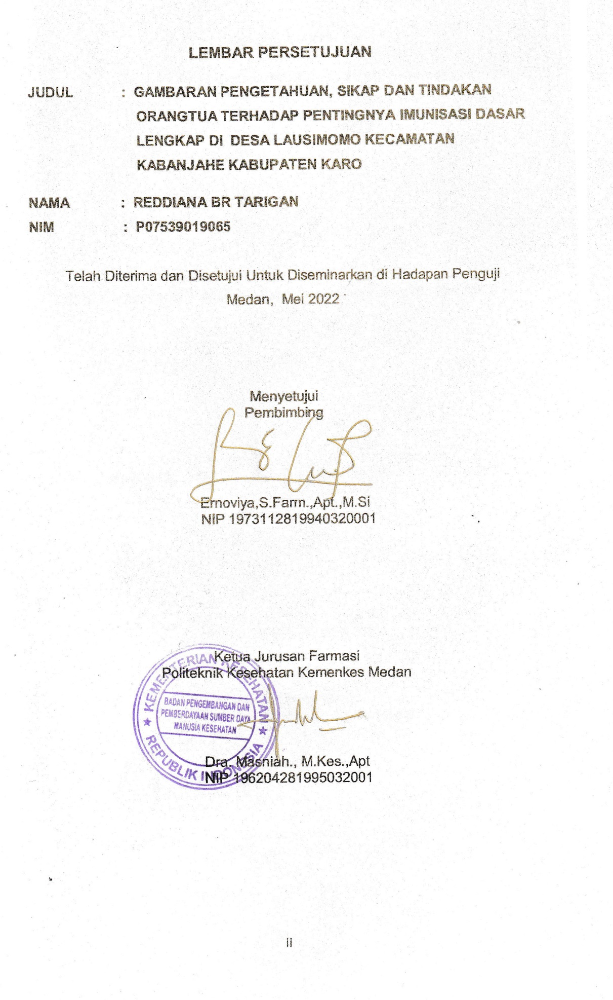 LEMBAR PERSETUJUAN
JUDUL : GAMBARAN PENGETAHUAN, SIKAP DAN TINDAKAN
ORANGTUA TERHADAP PENTINGNYA IMUNISASI DASAR
LENGKAP DI DESA LAUSIMOMO KECAMATAN
KABANJAHE KABUPATEN KARO
NAMA : REDDIANA BR TARIGAN
NIM : P07539019065
Telah Diterima dan Disetujui Untuk Diseminarkan di Hadapan Penguji
Medan, Mei 2022
Menyetujui
Pembimbing
Ernoviya,S.Farm.,Apt.,M.Si
NIP 1973112819940320001
Ketua Jurusan Farmasi
Politeknik Kesehatan Kemenkes Medan
KEMENTERIAN KESEHATAN
BADAN PENGEMBANGAN DAN
PEMBERDAYAAN SUMBER DAYA
MANUSIA KESEHATAN
REPUBLIK INDONESIA
Dra. Masniah., M.Kes.,Apt
NIP 196204281995032001
ii